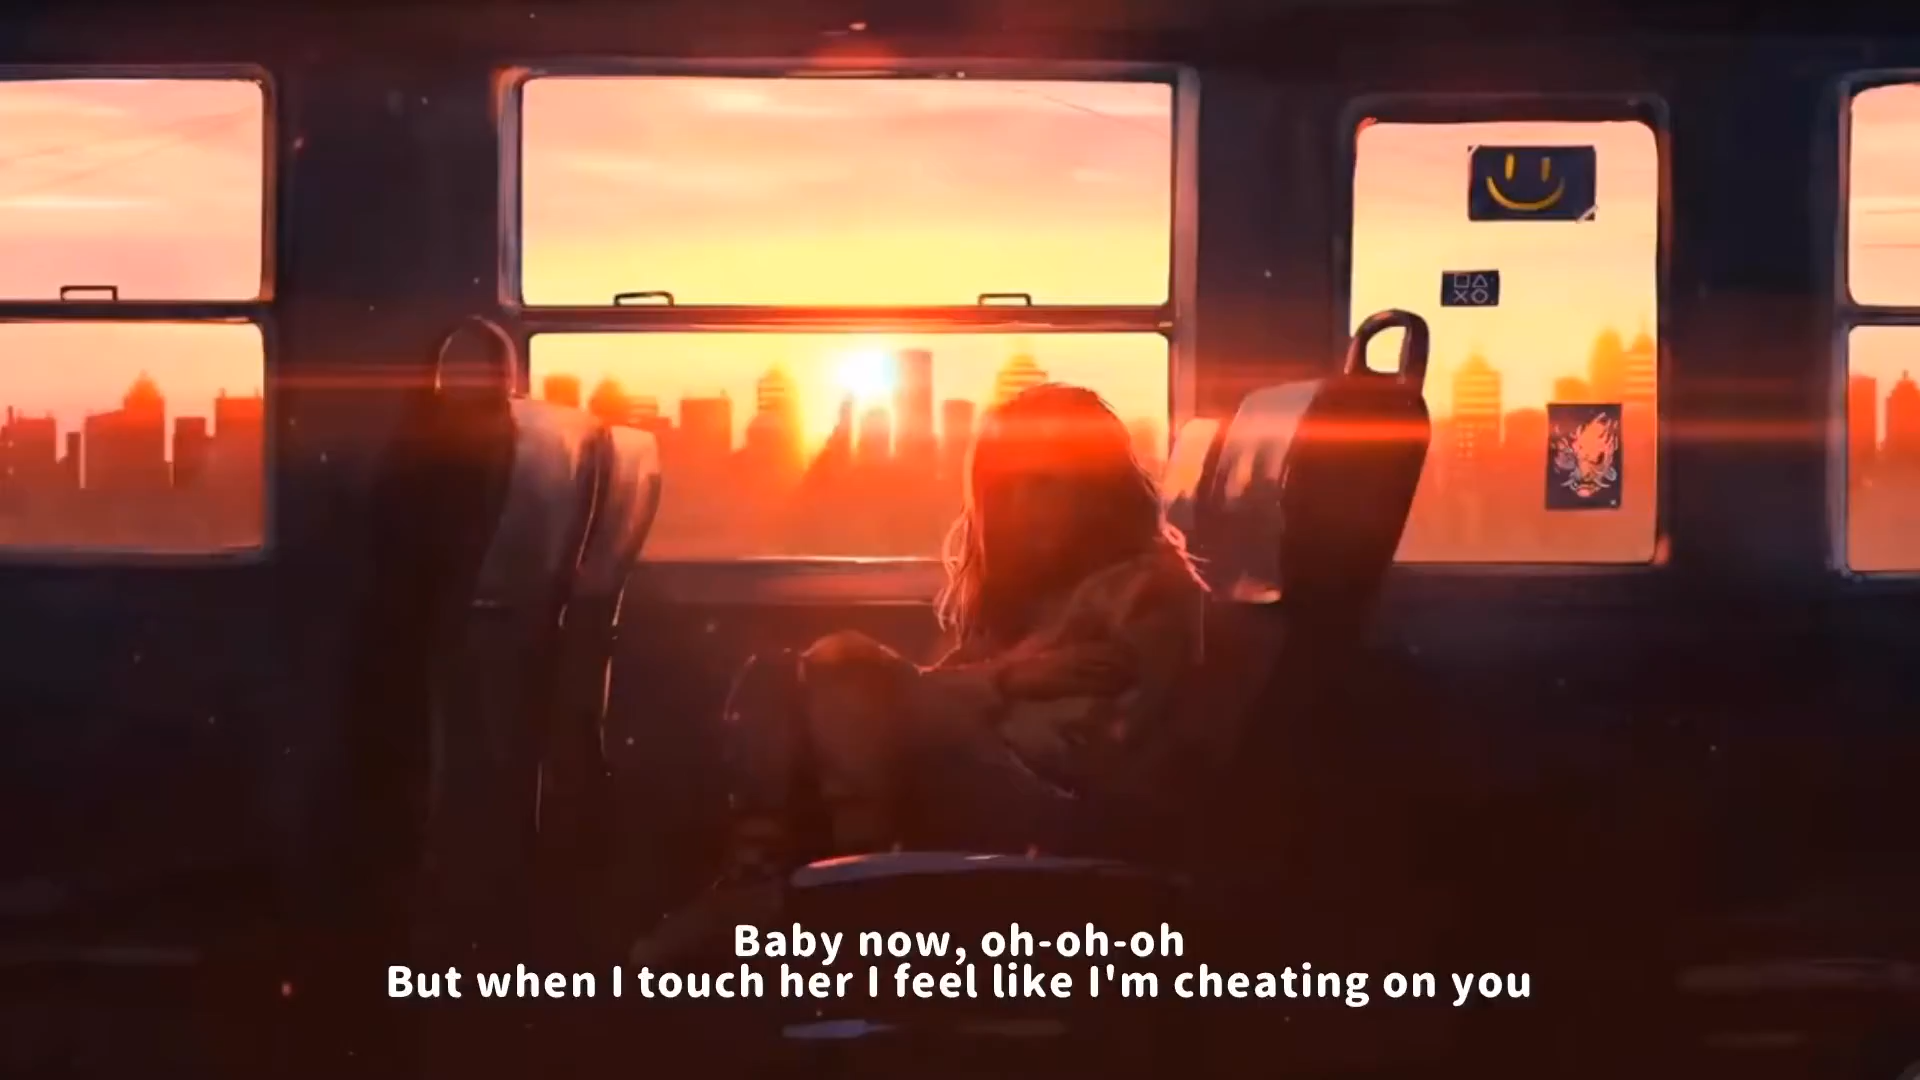 Baby now, oh-oh-oh
But when I touch her I feel like I'm cheating on you